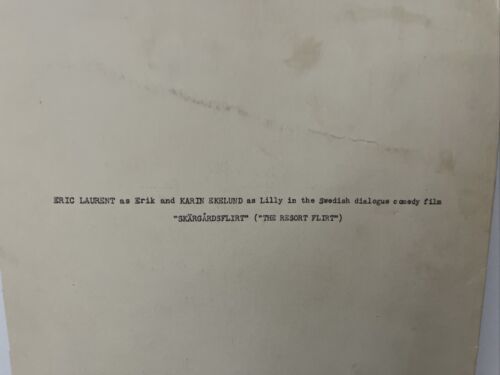 ERIC LAURENT as Erik and KARIN EKELUND as Lilly in the Swedish dialogue comedy film
"SKÄRGÅRDSFLIRT" ("THE RESORT FLIRT")